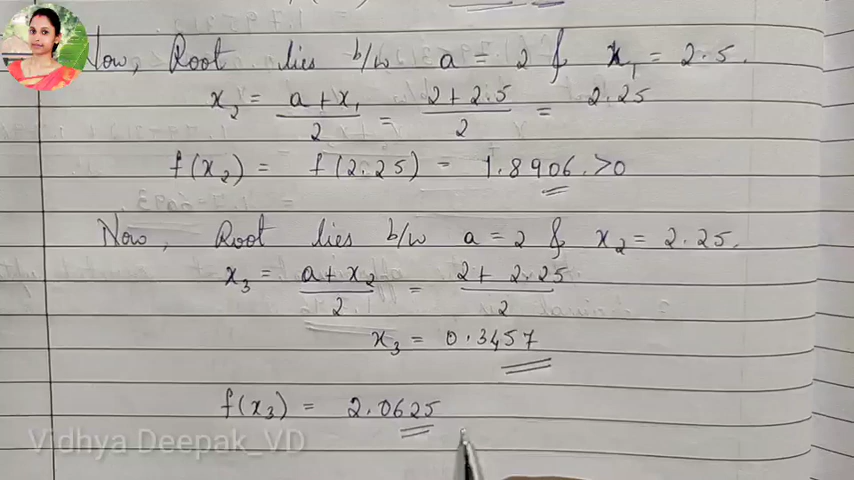 Now, Root lies b/w a = 2 & x₁ = 2.5.
x₂ = (a + x₁)/2 = (2 + 2.5)/2 = 2.25
f(x₂) = f(2.25) = 1.8906 > 0
Now, Root lies b/w a = 2 & x₂ = 2.25.
x₃ = (a + x₂)/2 = (2 + 2.25)/2
x₃ = 0.3457
f(x₃) = 2.0625
Vidhya Deepak_VD